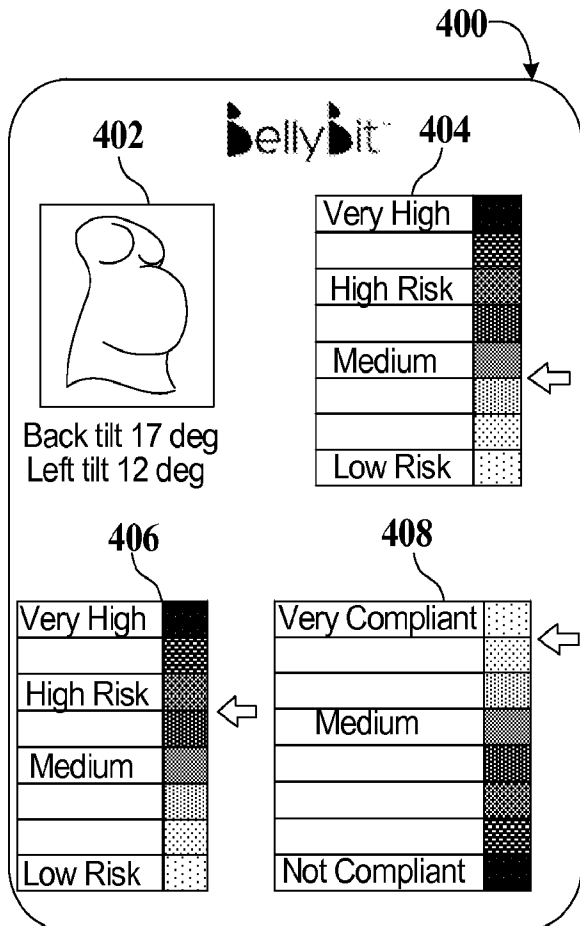 400
402
BellyBit™
404
Very High
High Risk
Medium
Low Risk
Back tilt 17 deg
Left tilt 12 deg
406
Very High
High Risk
Medium
Low Risk
408
Very Compliant
Medium
Not Compliant